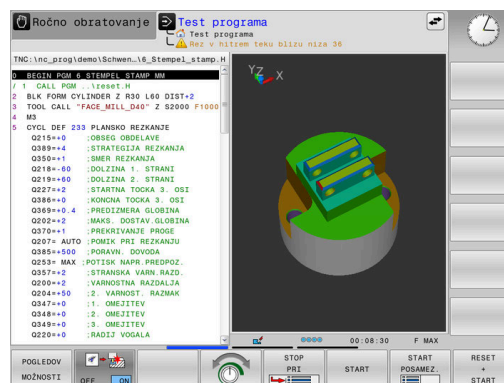 Ročno obratovanje
Test programa
Test programa
Rez v hitrem teku blizu niza 36
TNC:\nc_prog\demo\Schwen…\6_Stempel_stamp.H
0 BEGIN PGM 6_STEMPEL_STAMP MM
/ 1 CALL PGM ..\reset.H
2 BLK FORM CYLINDER Z R30 L60 DIST+2
3 TOOL CALL "FACE_MILL_D40" Z S2000 F1000
4 M3
5 CYCL DEF 233 PLANSKO REZKANJE
Q215=+0 ;OBSEG OBDELAVE
Q389=+4 ;STRATEGIJA REZKANJA
Q350=+1 ;SMER REZKANJA
Q218=-60 ;DOLZINA 1. STRANI
Q219=+60 ;DOLZINA 2. STRANI
Q227=+2 ;STARTNA TOCKA 3. OSI
Q386=+0 ;KONCNA TOCKA 3. OSI
Q369=+0.4 ;PREDIZMERA GLOBINA
Q202=+2 ;MAKS. DOSTAV.GLOBINA
Q370=+1 ;PREKRIVANJE PROGE
Q207= AUTO ;POMIK PRI REZKANJU
Q385=+500 ;PORAVN. DOVODA
Q253= MAX ;POTISK NAPR.PREDPOZ.
Q357=+2 ;STRANSKA VARN.RAZD.
Q200=+2 ;VARNOSTNA RAZDALJA
Q204=+50 ;2. VARNOST. RAZMAK
Q347=+0 ;1. OMEJITEV
Q348=+0 ;2. OMEJITEV
Q349=+0 ;3. OMEJITEV
Q220=+0 ;RADIJ VOGALA
Y Z X
00:08:30 F MAX
POGLEDOV
MOŽNOSTI
OFF ON
STOP
PRI
START
START
POSAMEZ.
RESET
+
START